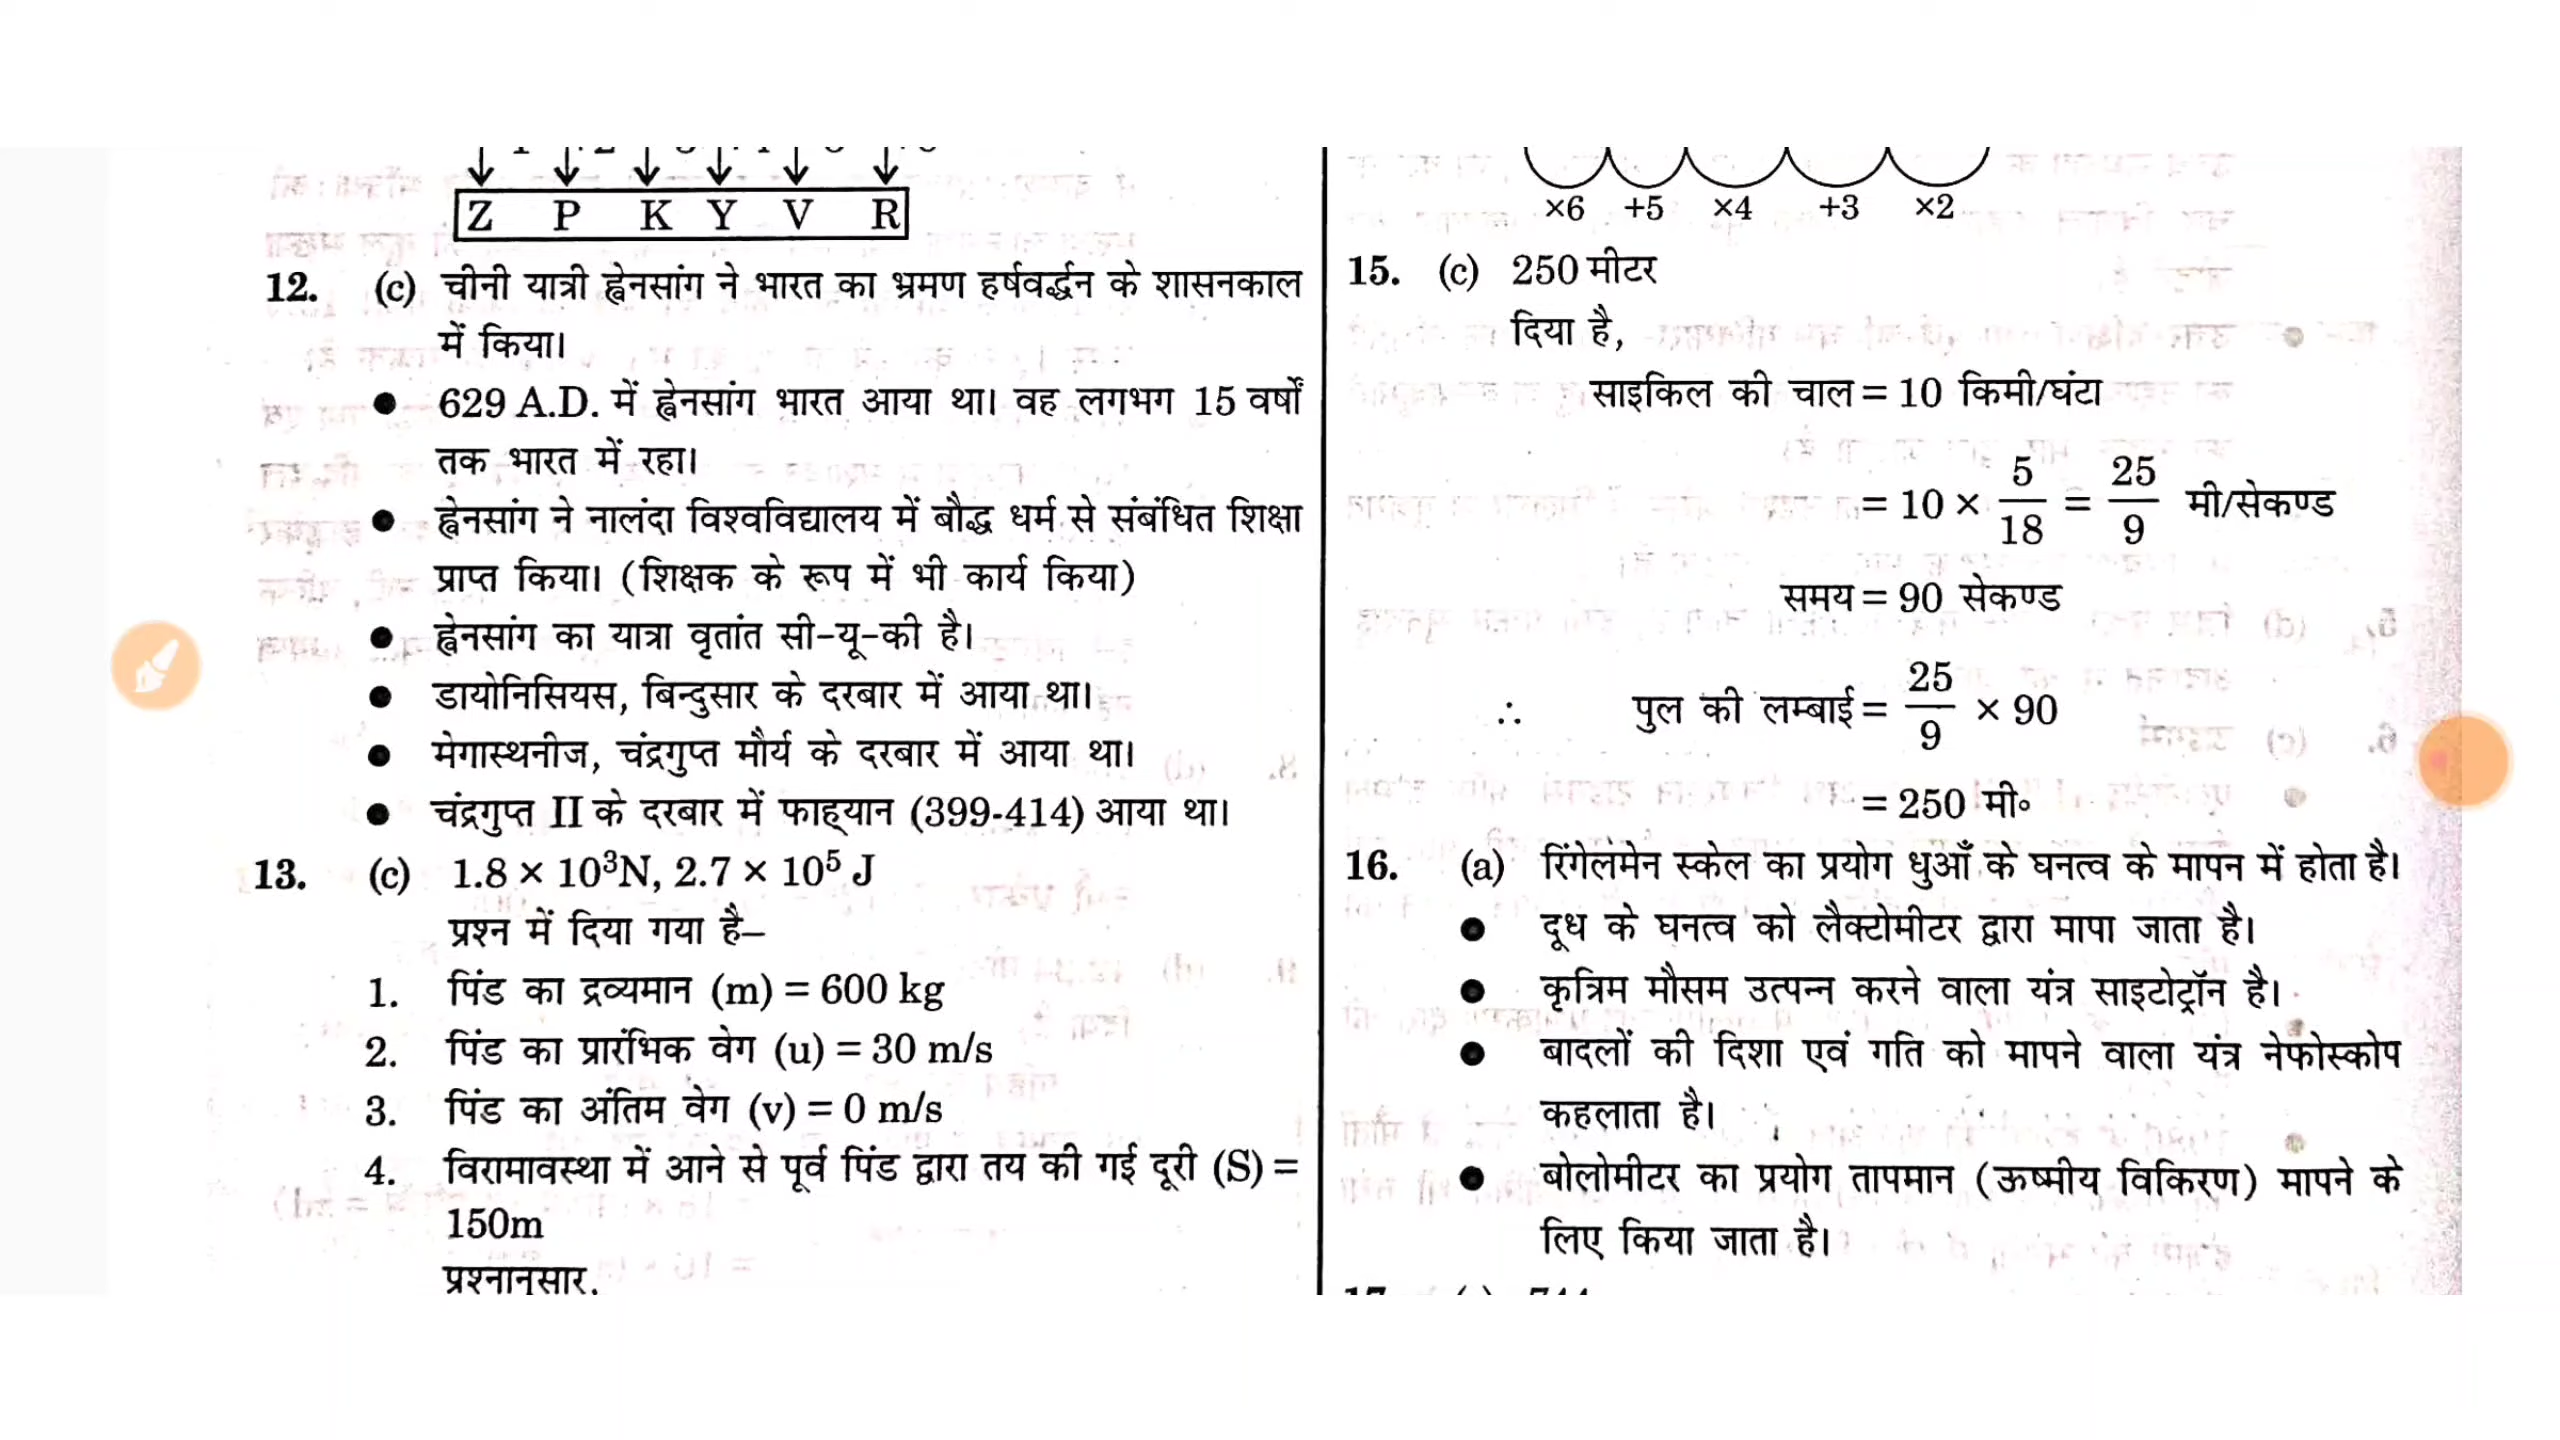 Z P K Y V R
12. (c) चीनी यात्री ह्वेनसांग ने भारत का भ्रमण हर्षवर्द्धन के शासनकाल
में किया।
● 629 A.D. में ह्वेनसांग भारत आया था। वह लगभग 15 वर्षों
तक भारत में रहा।
● ह्वेनसांग ने नालंदा विश्वविद्यालय में बौद्ध धर्म से संबंधित शिक्षा
प्राप्त किया। (शिक्षक के रूप में भी कार्य किया)
● ह्वेनसांग का यात्रा वृतांत सी-यू-की है।
● डायोनिसियस, बिन्दुसार के दरबार में आया था।
● मेगास्थनीज, चंद्रगुप्त मौर्य के दरबार में आया था।
● चंद्रगुप्त II के दरबार में फाह्यान (399-414) आया था।
13. (c) 1.8 × 10³N, 2.7 × 10⁵ J
प्रश्न में दिया गया है–
1. पिंड का द्रव्यमान (m) = 600 kg
2. पिंड का प्रारंभिक वेग (u) = 30 m/s
3. पिंड का अंतिम वेग (v) = 0 m/s
4. विरामावस्था में आने से पूर्व पिंड द्वारा तय की गई दूरी (S) =
150m
प्रश्नानुसार,
×6 +5 ×4 +3 ×2
15. (c) 250 मीटर
दिया है,
साइकिल की चाल = 10 किमी/घंटा
= 10 × 5/18 = 25/9 मी/सेकण्ड
समय = 90 सेकण्ड
∴ पुल की लम्बाई = 25/9 × 90
= 250 मी॰
16. (a) रिंगेलमेन स्केल का प्रयोग धुआँ के घनत्व के मापन में होता है।
● दूध के घनत्व को लैक्टोमीटर द्वारा मापा जाता है।
● कृत्रिम मौसम उत्पन्न करने वाला यंत्र साइटोट्रॉन है।
● बादलों की दिशा एवं गति को मापने वाला यंत्र नेफोस्कोप
कहलाता है।
● बोलोमीटर का प्रयोग तापमान (ऊष्मीय विकिरण) मापने के
लिए किया जाता है।